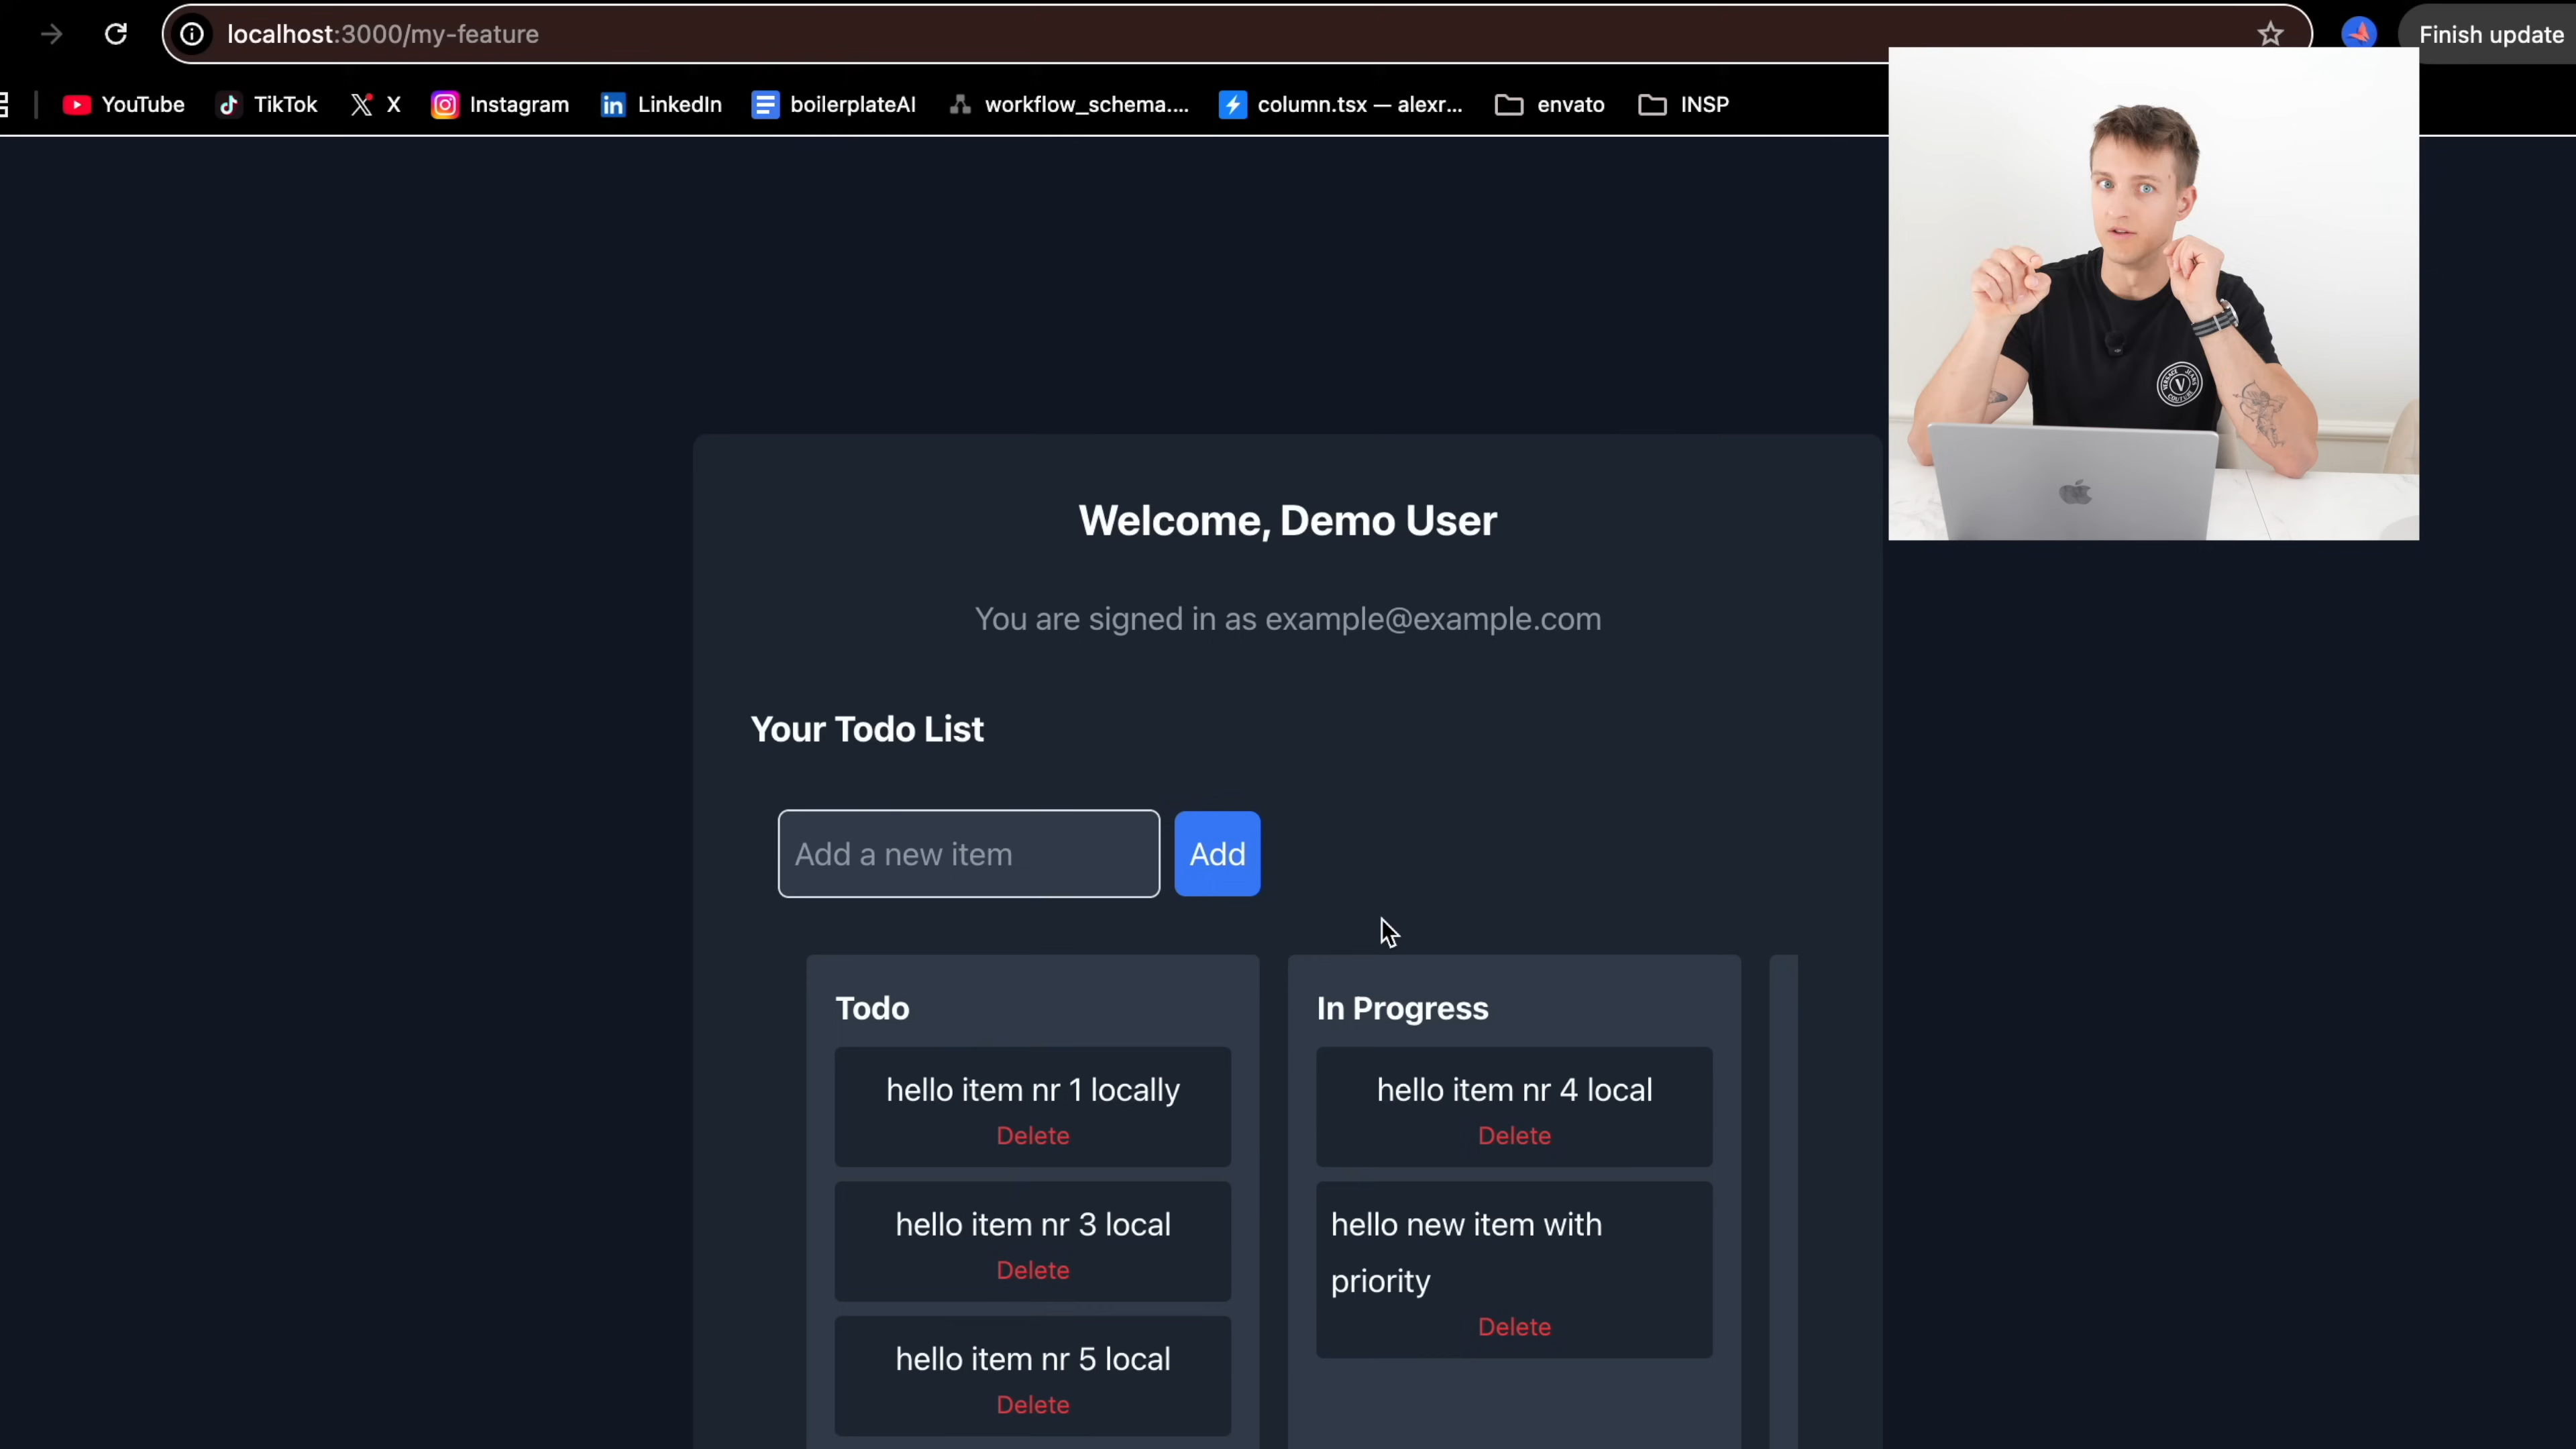 localhost:3000/my-feature
Finish update
YouTube
TikTok
X
Instagram
LinkedIn
boilerplateAI
workflow_schema....
column.tsx — alexr...
envato
INSP
Welcome, Demo User
You are signed in as example@example.com
Your Todo List
Add a new item
Add
Todo
hello item nr 1 locally
Delete
hello item nr 3 local
Delete
hello item nr 5 local
Delete
In Progress
hello item nr 4 local
Delete
hello new item with
priority
Delete
VERSACE JEANS
V
COUTURE